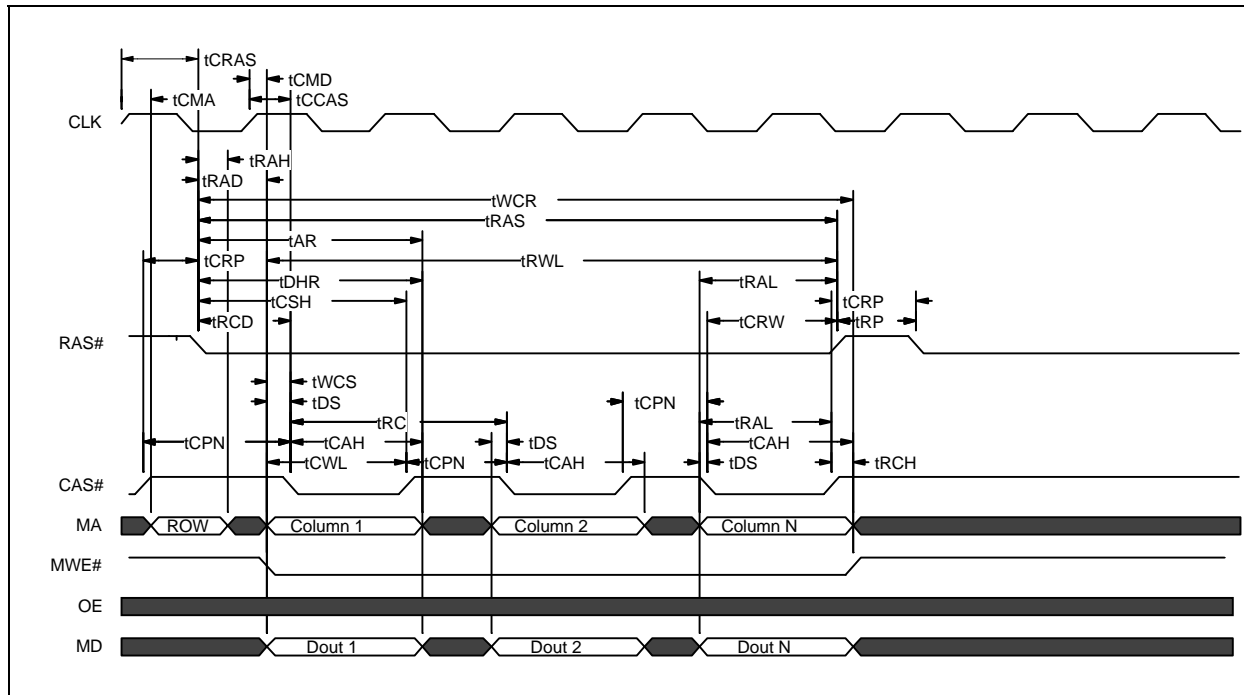 tCRAS
tCMD
tCMA
tCCAS
CLK
tRAH
tRAD
tWCR
tRAS
tAR
tCRP
tRWL
tDHR
tRAL
tCSH
tCRP
tRCD
tCRW
tRP
RAS#
tWCS
tDS
tCPN
tRC
tRAL
tCPN
tCAH
tDS
tCAH
tCWL
tCPN
tCAH
tDS
tRCH
CAS#
MA
ROW
Column 1
Column 2
Column N
MWE#
OE
MD
Dout 1
Dout 2
Dout N